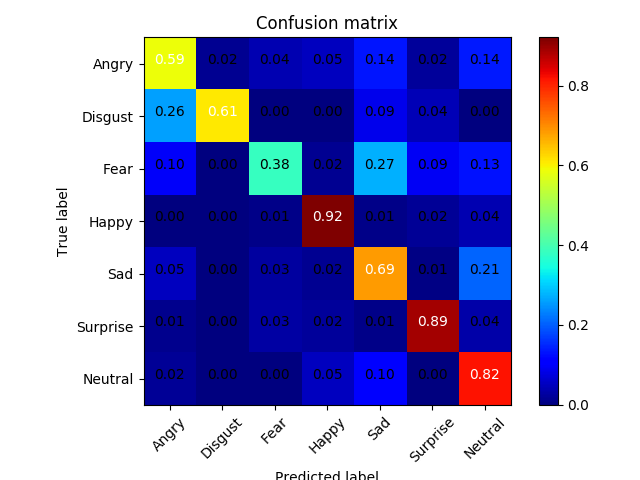 Confusion matrix
Angry 0.59 0.02 0.04 0.05 0.14 0.02 0.14
Disgust 0.26 0.61 0.00 0.00 0.09 0.04 0.00
Fear 0.10 0.00 0.38 0.02 0.27 0.09 0.13
Happy 0.00 0.00 0.01 0.92 0.01 0.02 0.04
Sad 0.05 0.00 0.03 0.02 0.69 0.01 0.21
Surprise 0.01 0.00 0.03 0.02 0.01 0.89 0.04
Neutral 0.02 0.00 0.00 0.05 0.10 0.00 0.82
True label
Angry Disgust Fear Happy Sad Surprise Neutral
Predicted label
0.8
0.6
0.4
0.2
0.0